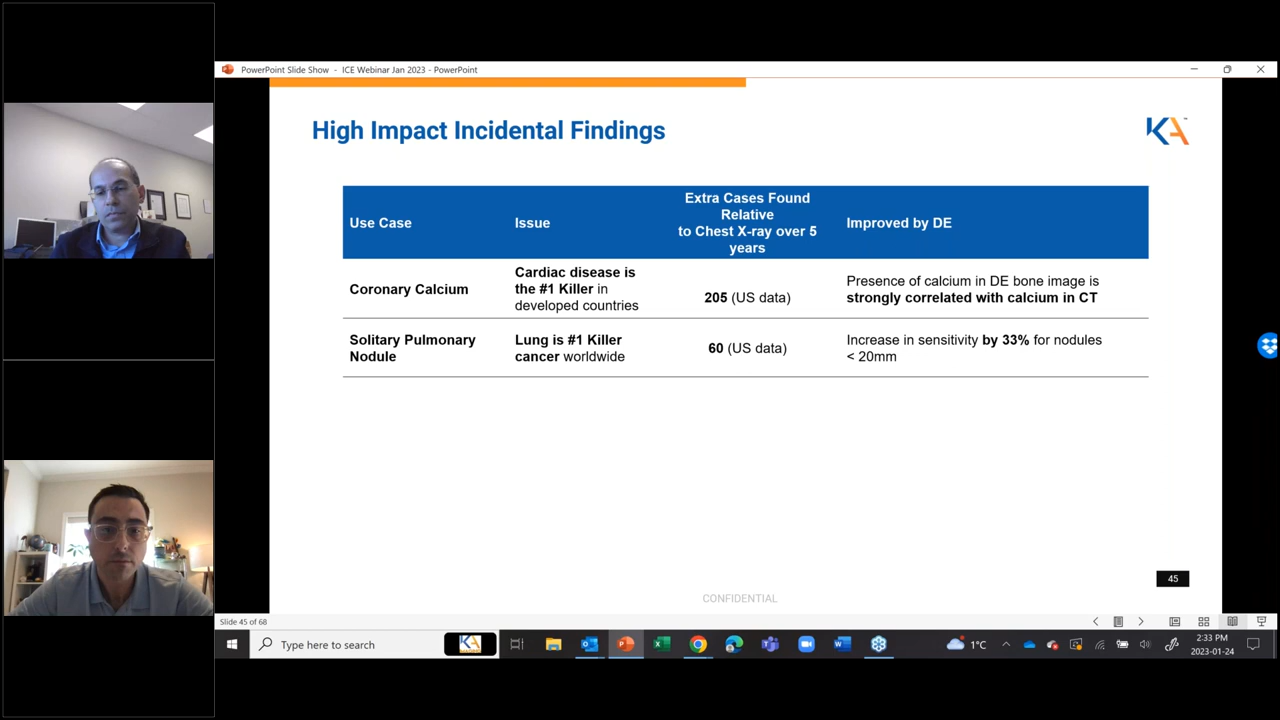 PowerPoint Slide Show - ICE Webinar Jan 2023 - PowerPoint
High Impact Incidental Findings
KA
Use Case
Issue
Extra Cases Found
Relative
to Chest X-ray over 5
years
Improved by DE
Coronary Calcium
Cardiac disease is
the #1 Killer in
developed countries
205 (US data)
Presence of calcium in DE bone image is
strongly correlated with calcium in CT
Solitary Pulmonary
Nodule
Lung is #1 Killer
cancer worldwide
60 (US data)
Increase in sensitivity by 33% for nodules
< 20mm
45
CONFIDENTIAL
Slide 45 of 68
Type here to search
KA
1°C
2:33 PM
2023-01-24